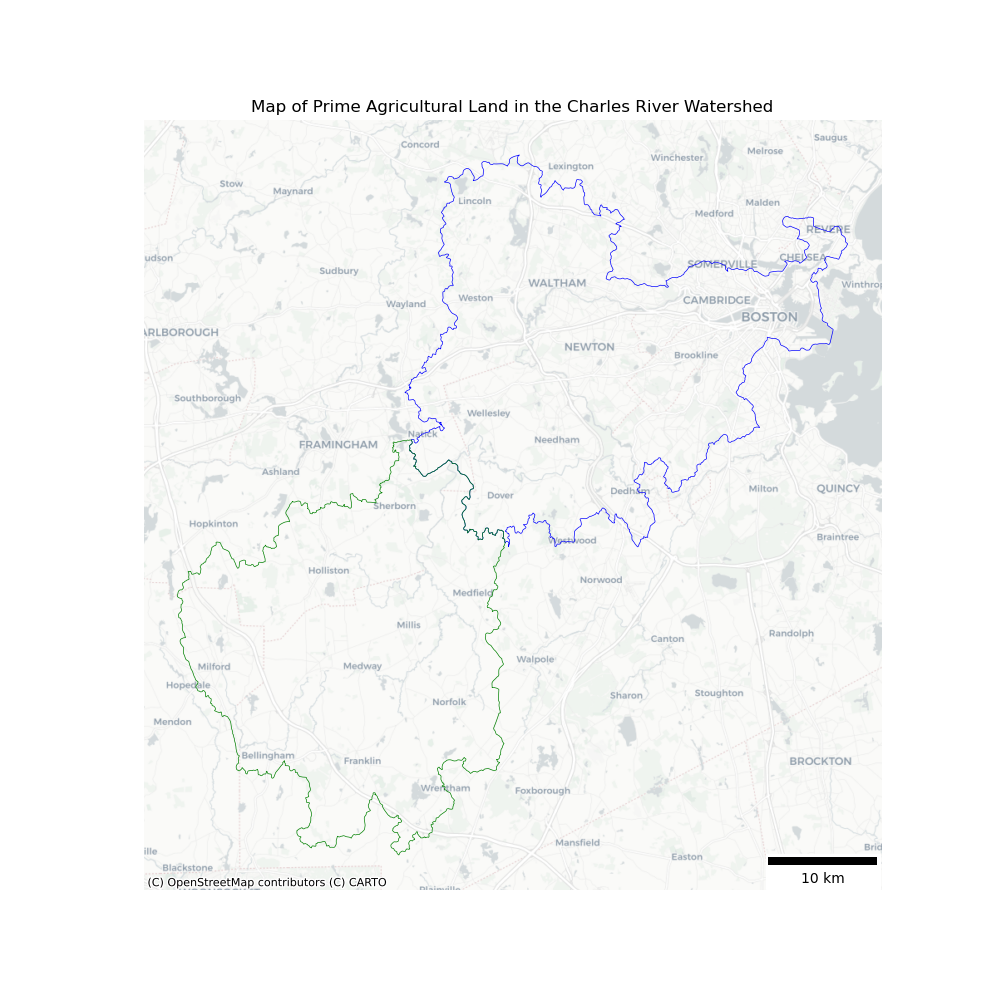 Map of Prime Agricultural Land in the Charles River Watershed
Saugus
Concord
Melrose
Winchester
Lexington
Stow
Maynard
Lincoln
Malden
Medford
REVERE
udson
CHELSEA
SOMERVILLE
Sudbury
WALTHAM
Winthrop
Weston
CAMBRIDGE
Wayland
BOSTON
ARLBOROUGH
NEWTON
Brookline
Southborough
Wellesley
Natick
Needham
FRAMINGHAM
Ashland
Milton
QUINCY
Dedham
Dover
Sherborn
Hopkinton
Braintree
Westwood
Holliston
Norwood
Medfield
Millis
Randolph
Canton
Walpole
Milford
Medway
Hopedale
Sharon
Stoughton
Norfolk
Mendon
Bellingham
Franklin
BROCKTON
Wrentham
Foxborough
Mansfield
Brid
ille
Easton
Blackstone
10 km
(C) OpenStreetMap contributors (C) CARTO
Plainville